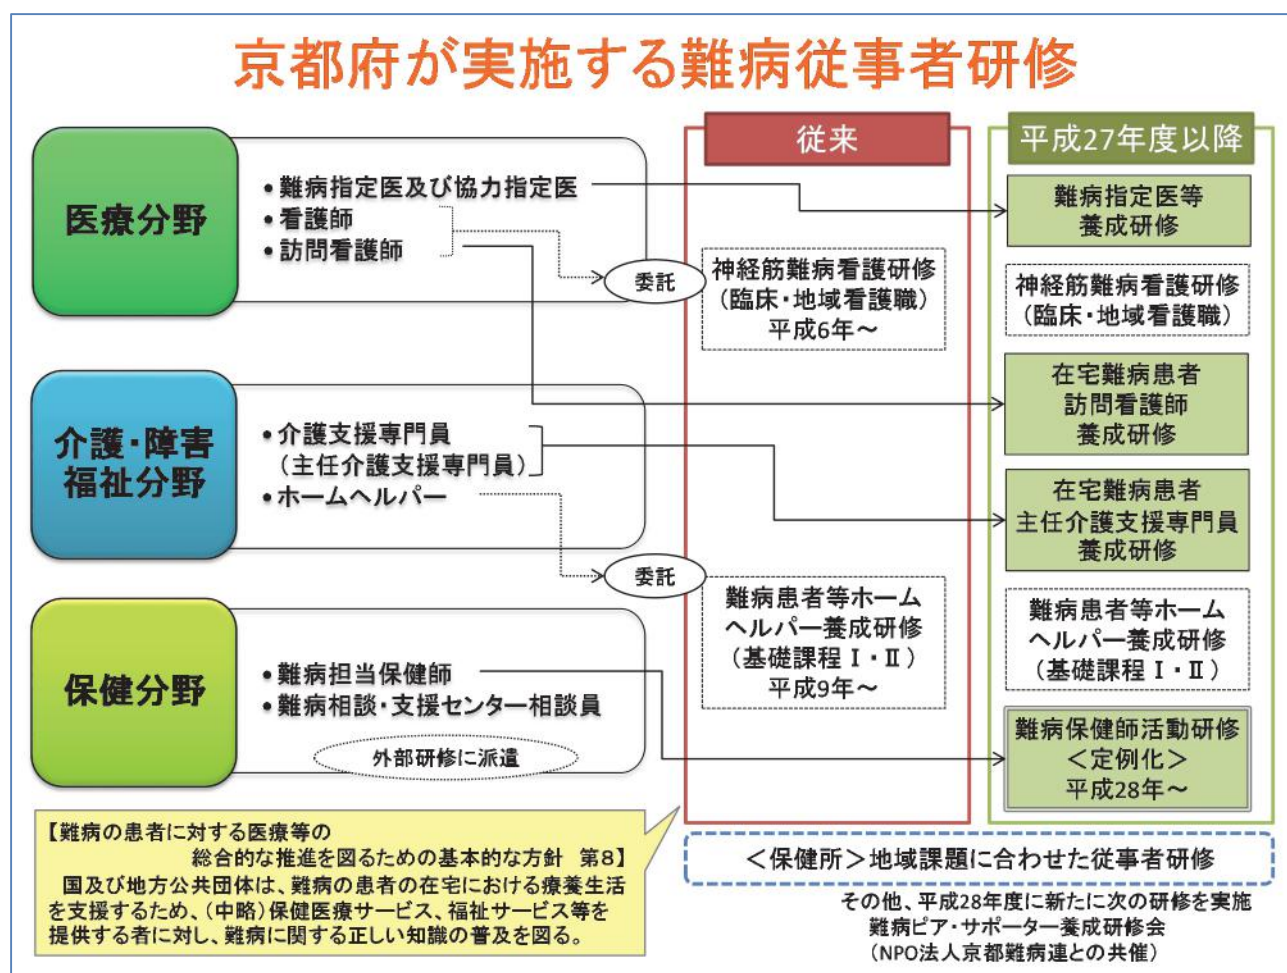 京都府が実施する難病従事者研修
医療分野
・難病指定医及び協力指定医
・看護師
・訪問看護師
委託
介護・障害
福祉分野
・介護支援専門員
（主任介護支援専門員）
・ホームヘルパー
委託
保健分野
・難病担当保健師
・難病相談・支援センター相談員
外部研修に派遣
従来
神経筋難病看護研修
（臨床・地域看護職）
平成6年～
難病患者等ホーム
ヘルパー養成研修
（基礎課程Ⅰ・Ⅱ）
平成9年～
平成27年度以降
難病指定医等
養成研修
神経筋難病看護研修
（臨床・地域看護職）
在宅難病患者
訪問看護師
養成研修
在宅難病患者
主任介護支援専門員
養成研修
難病患者等ホーム
ヘルパー養成研修
（基礎課程Ⅰ・Ⅱ）
難病保健師活動研修
＜定例化＞
平成28年～
【難病の患者に対する医療等の
総合的な推進を図るための基本的な方針　第8】
国及び地方公共団体は、難病の患者の在宅における療養生活
を支援するため、（中略）保健医療サービス、福祉サービス等を
提供する者に対し、難病に関する正しい知識の普及を図る。
＜保健所＞地域課題に合わせた従事者研修
その他、平成28年度に新たに次の研修を実施
難病ピア・サポーター養成研修会
（NPO法人京都難病連との共催）